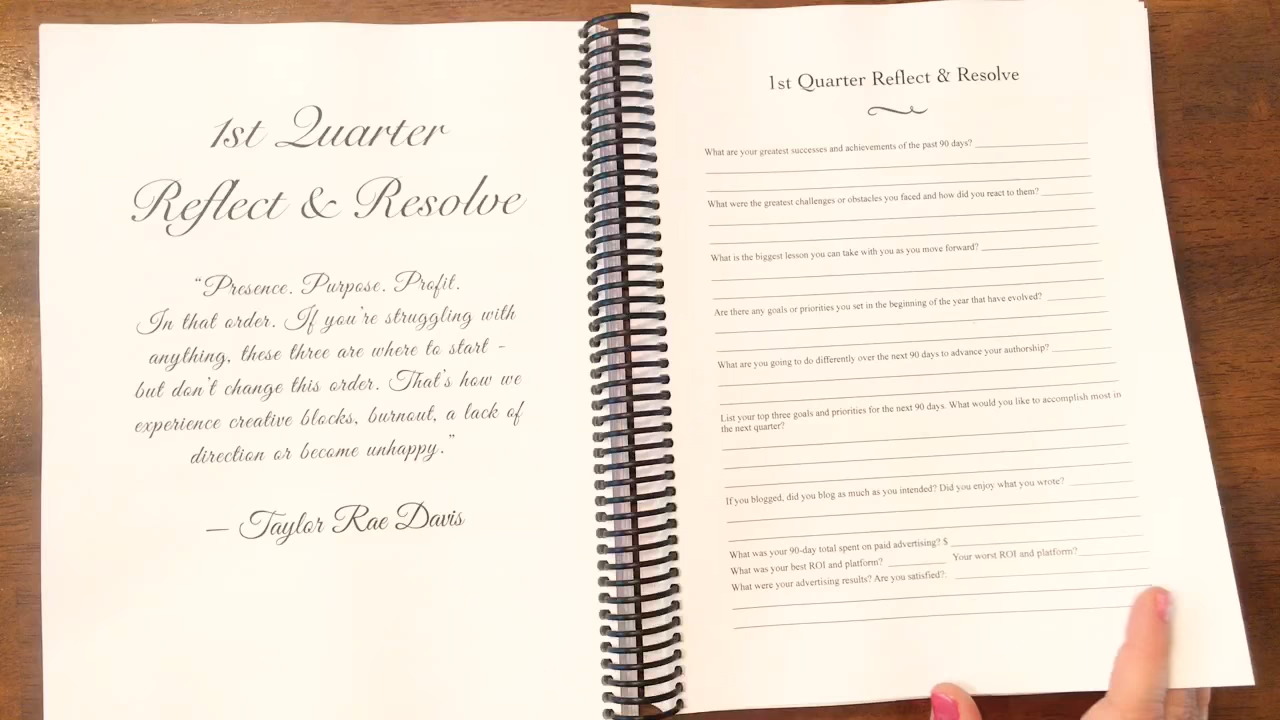 1st Quarter
Reflect & Resolve
“Presence. Purpose. Profit.
In that order. If you're struggling with
anything, these three are where to start -
but don't change this order. That's how we
experience creative blocks, burnout, a lack of
direction or become unhappy.”
— Taylor Rae Davis
1st Quarter Reflect & Resolve
What are your greatest successes and achievements of the past 90 days?
What were the greatest challenges or obstacles you faced and how did you react to them?
What is the biggest lesson you can take with you as you move forward?
Are there any goals or priorities you set in the beginning of the year that have evolved?
What are you going to do differently over the next 90 days to advance your authorship?
List your top three goals and priorities for the next 90 days. What would you like to accomplish most in
the next quarter?
If you blogged, did you blog as much as you intended? Did you enjoy what you wrote?
What was your 90-day total spent on paid advertising? $
What was your best ROI and platform? Your worst ROI and platform?
What were your advertising results? Are you satisfied?: